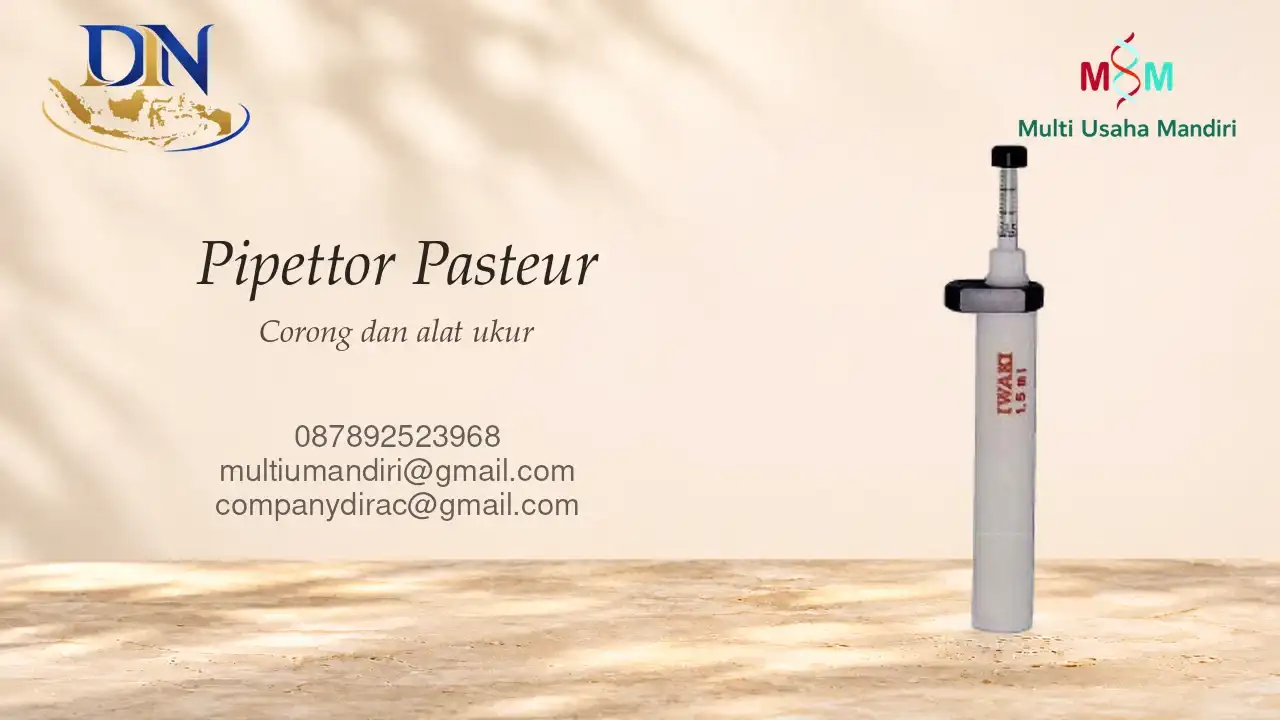 DN
M M
Multi Usaha Mandiri
Pipettor Pasteur
Corong dan alat ukur
087892523968
multiumandiri@gmail.com
companydirac@gmail.com
IWAKI
1,5 ml